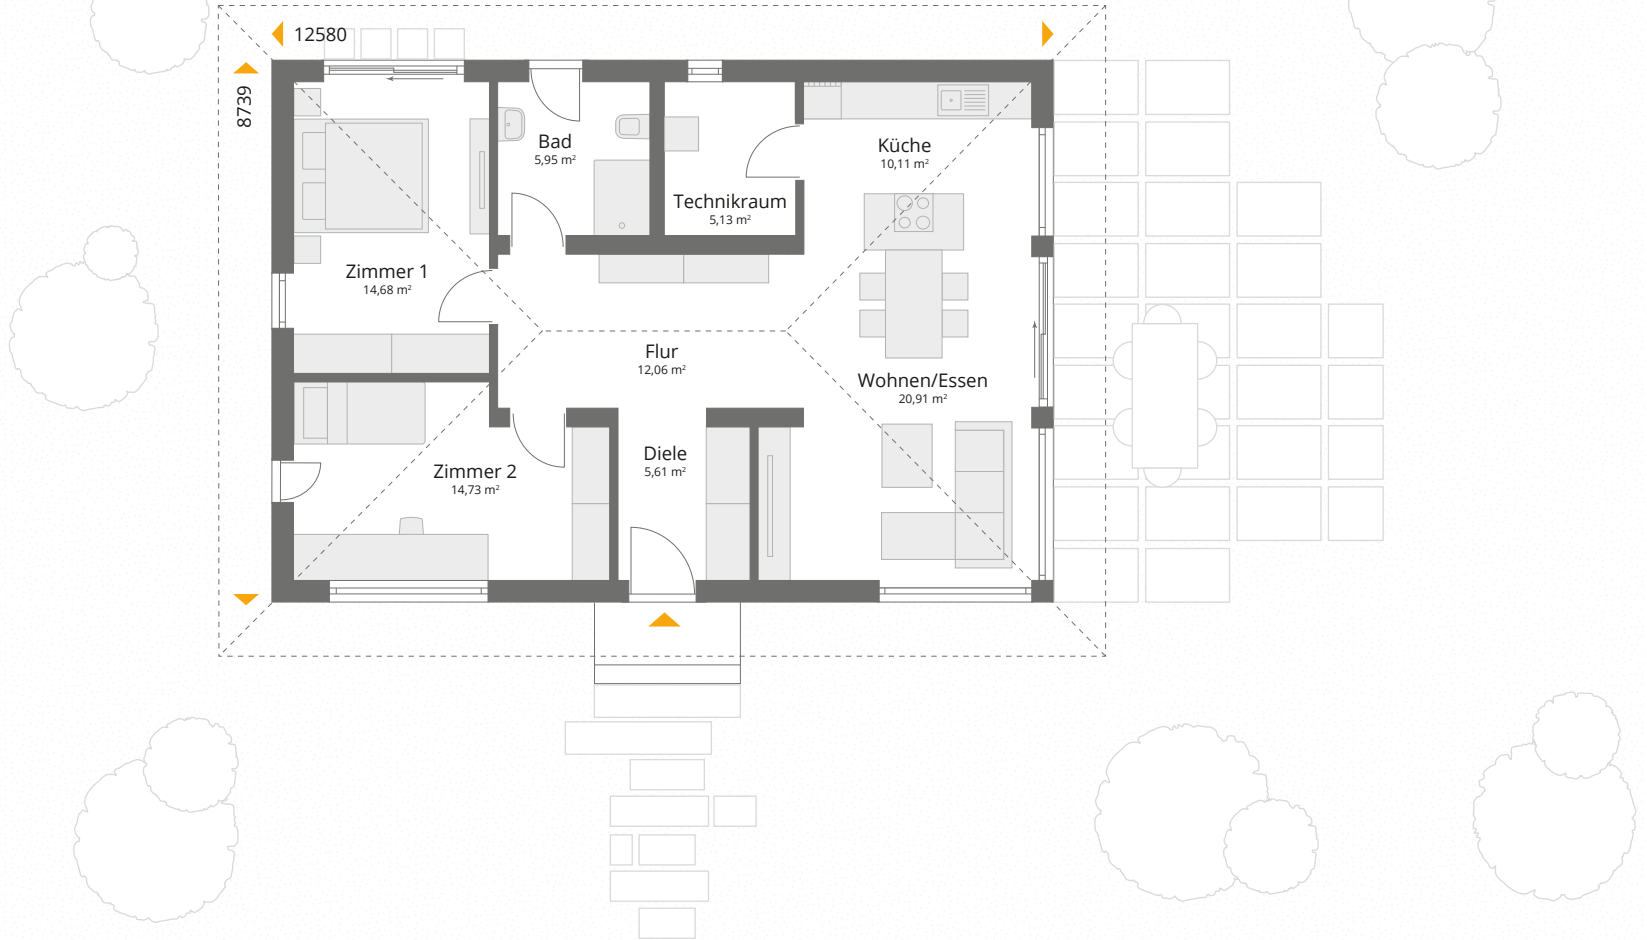 12580
8739
Bad
5,95 m²
Küche
10,11 m²
Technikraum
5,13 m²
Zimmer 1
14,68 m²
Flur
12,06 m²
Wohnen/Essen
20,91 m²
Diele
5,61 m²
Zimmer 2
14,73 m²